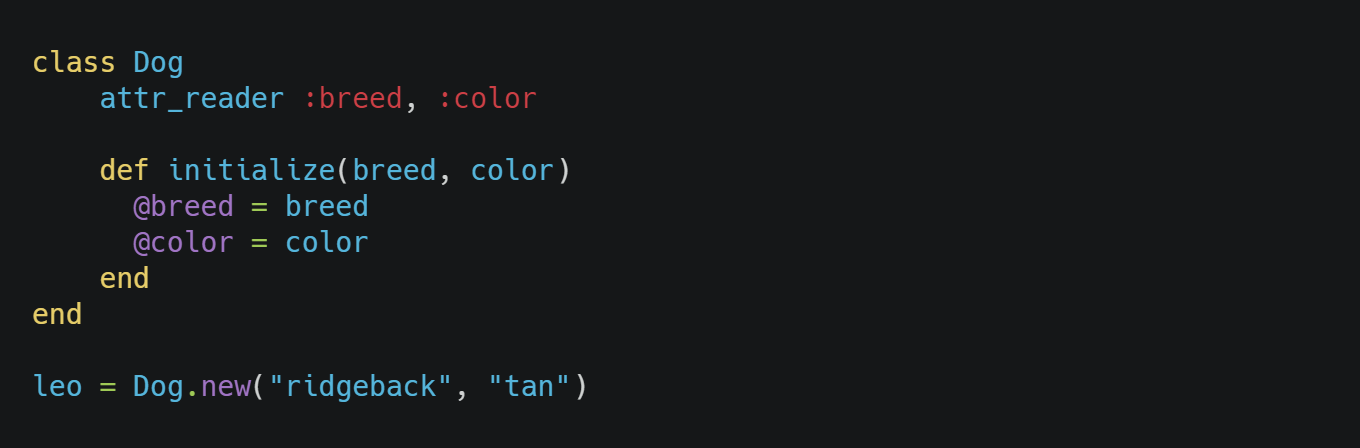 class Dog
    attr_reader :breed, :color

    def initialize(breed, color)
      @breed = breed
      @color = color
    end
end

leo = Dog.new("ridgeback", "tan")